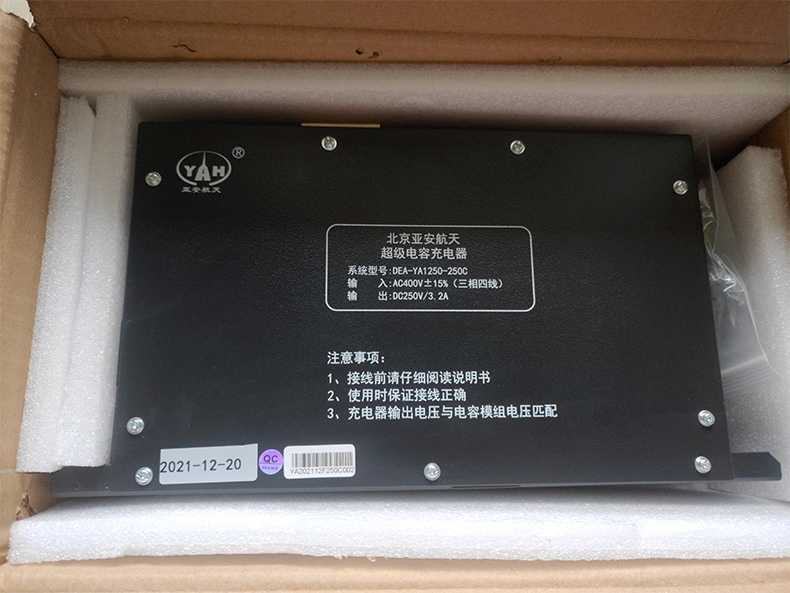 YAH®
亚安航天
北京亚安航天
超级电容充电器
系统型号:DEA-YA1250-250C
输 入:AC400V±15%(三相四线)
输 出:DC250V/3.2A
注意事项:
1、接线前请仔细阅读说明书
2、使用时保证接线正确
3、充电器输出电压与电容模组电压匹配
2021-12-20
QC
YA202112F250C002